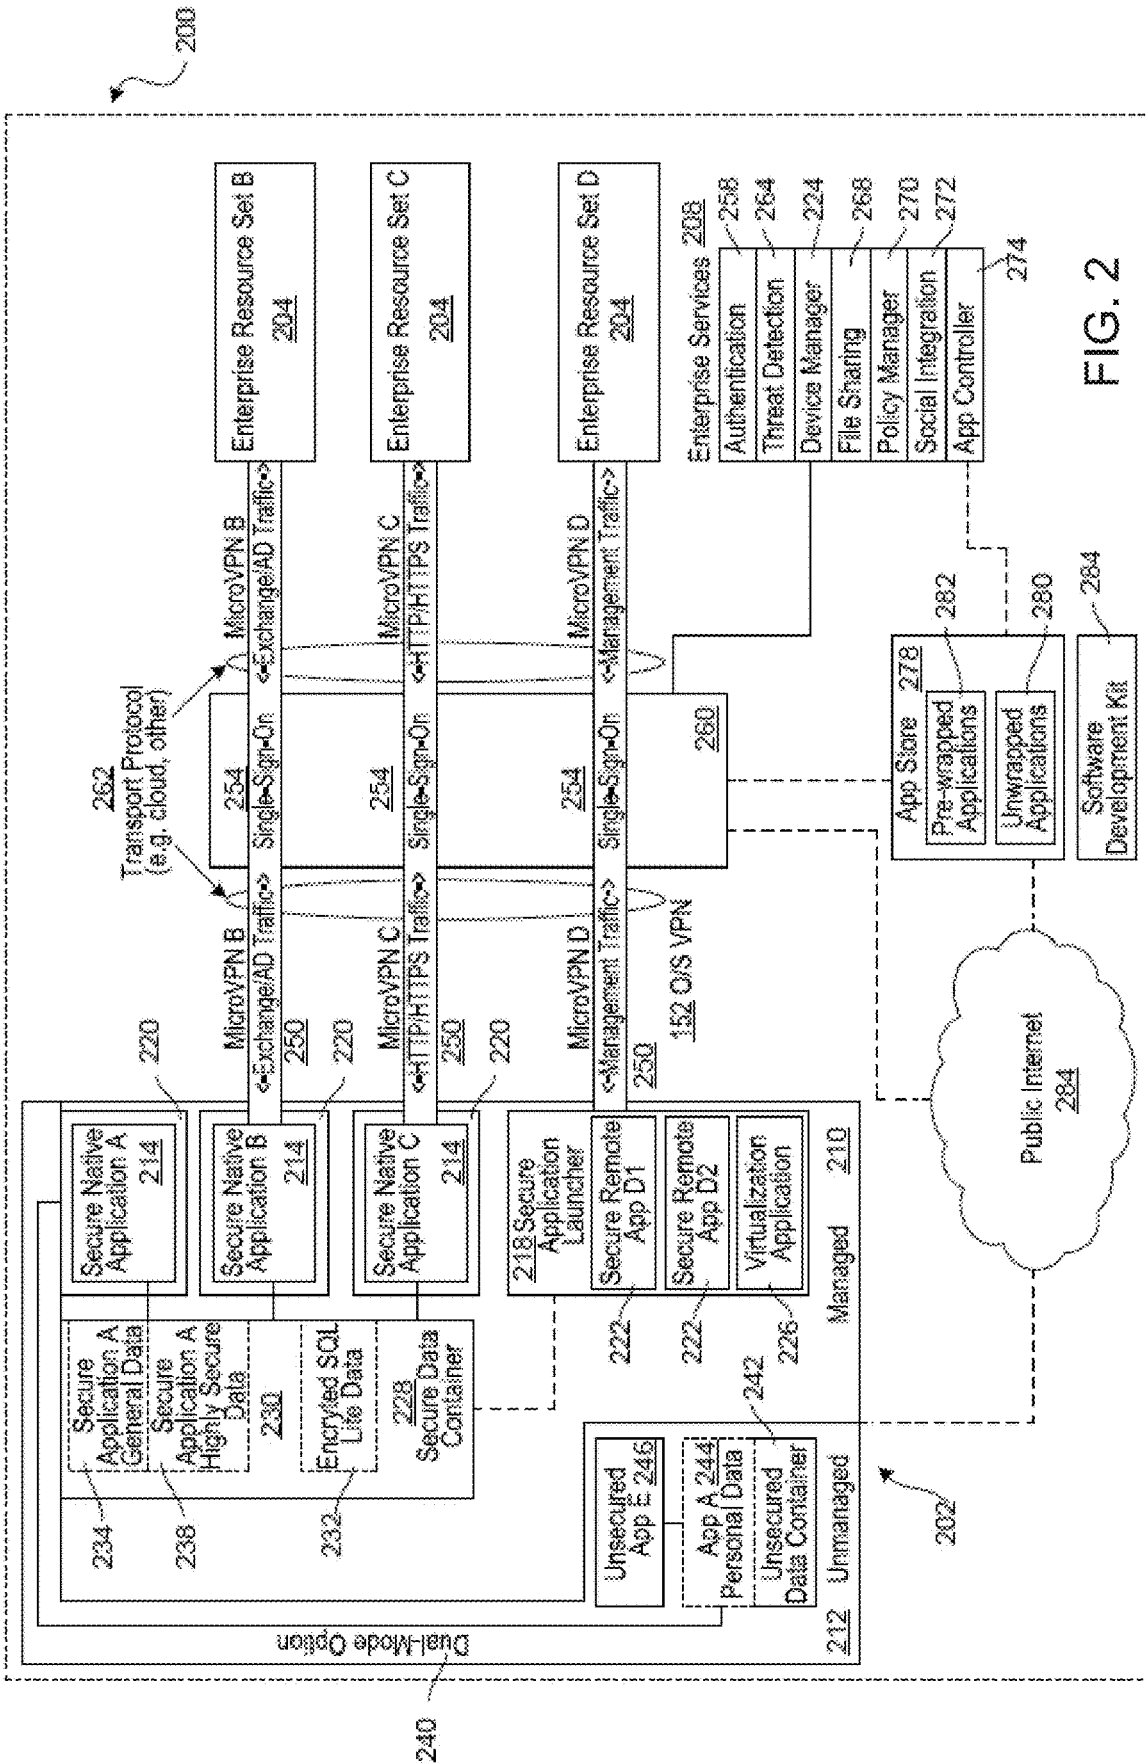 200
262
Transport Protocol
(e.g. cloud, other)
Dual-Mode Option
240
234
Secure
Application A
General Data
238
Secure
Application A
Highly Secure
Data
230
232
Encryted SQL
Lite Data
228
Secure Data
Container
Secure Native
Application A
214
220
Secure Native
Application B
214
220
Secure Native
Application C
214
220
218 Secure
Application
Launcher
Secure Remote
App D1
222
Secure Remote
App D2
222
Virtualization
Application
226
Managed
210
Unsecured
App E 246
App A 244
Personal Data
Unsecured
Data Container
242
212
Unmanaged
202
MicroVPN B
<-Exchange/AD Traffic->
250
MicroVPN C
<-HTTP/HTTPS Traffic->
250
MicroVPN D
<-Management Traffic->
250
152 O/S VPN
254
Single-Sign-On
254
Single-Sign-On
254
Single-Sign-On
260
MicroVPN B
<-Exchange/AD Traffic->
MicroVPN C
<-HTTP/HTTPS Traffic->
MicroVPN D
<-Management Traffic->
Enterprise Resource Set B
204
Enterprise Resource Set C
204
Enterprise Resource Set D
204
Enterprise Services 208
Authentication
258
Threat Detection
264
Device Manager
224
File Sharing
268
Policy Manager
270
Social Integration
272
App Controller
274
App Store 278
Pre-wrapped
Applications
282
Unwrapped
Applications
280
Software
Development Kit
284
Public Internet
284
FIG. 2